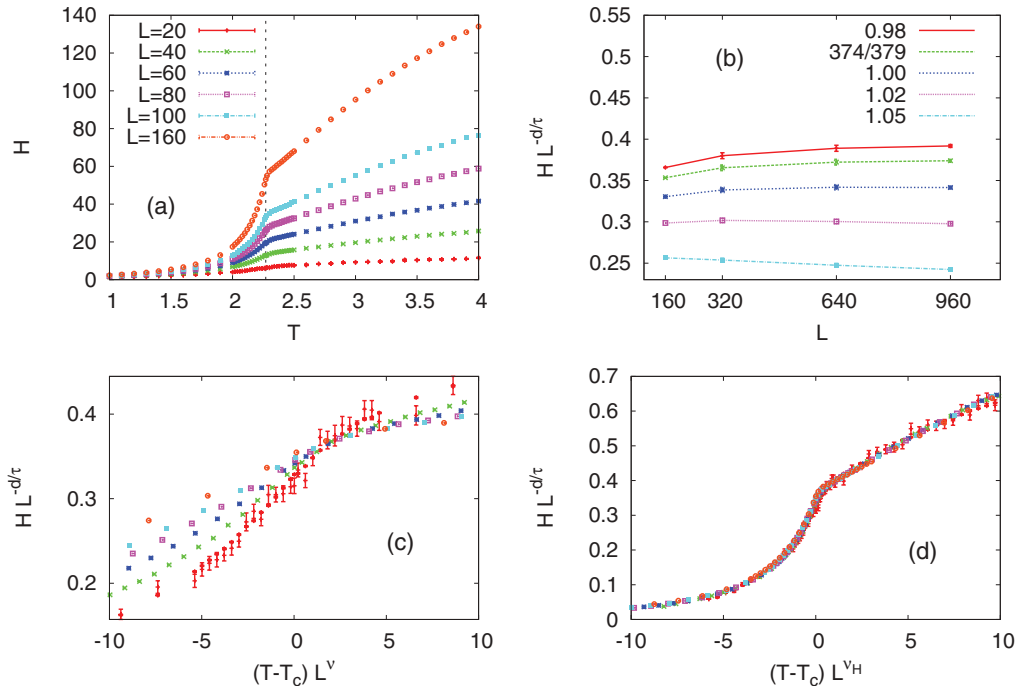 140
120
100
80
60
40
20
0
H
L=20
L=40
L=60
L=80
L=100
L=160
(a)
1
1.5
2
2.5
3
3.5
4
T
0.55
0.5
0.45
0.4
0.35
0.3
0.25
H L^-d/τ
0.98
374/379
1.00
1.02
1.05
(b)
160
320
640
960
L
0.4
0.3
0.2
H L^-d/τ
(c)
-10
-5
0
5
10
(T-Tc) L^ν
0.7
0.6
0.5
0.4
0.3
0.2
0.1
0
H L^-d/τ
(d)
-10
-5
0
5
10
(T-Tc) L^νH